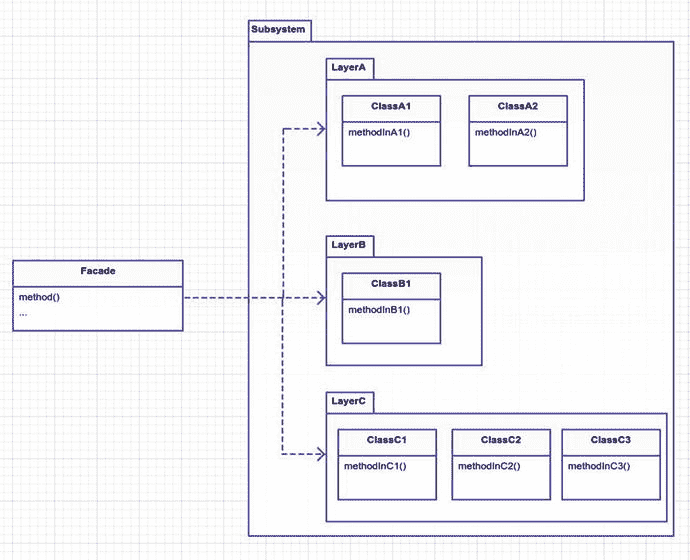 Subsystem
LayerA
ClassA1
methodInA1()
ClassA2
methodInA2()
LayerB
ClassB1
methodInB1()
Facade
method()
...
LayerC
ClassC1
methodInC1()
ClassC2
methodInC2()
ClassC3
methodInC3()